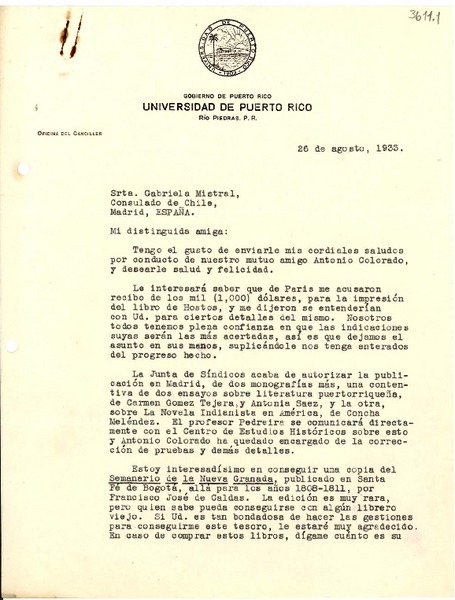 3611.1
UNIVERSIDAD DE PUERTO RICO
1903
GOBIERNO DE PUERTO RICO
UNIVERSIDAD DE PUERTO RICO
RÍO PIEDRAS, P. R.
OFICINA DEL CANCILLER
26 de agosto, 1933.
Srta. Gabriela Mistral,
Consulado de Chile,
Madrid, ESPAÑA.
Mi distinguida amiga:
Tengo el gusto de enviarle mis cordiales saludos
por conducto de nuestro mutuo amigo Antonio Colorado,
y desearle salud y felicidad.
Le interesará saber que de Paris me acusaron
recibo de los mil (1,000) dólares, para la impresión
del libro de Hostos, y me dijeron se entenderían
con Ud. para ciertos detalles del mismo. Nosotros
todos tenemos plena confianza en que las indicaciones
suyas serán las más acertadas, así es que dejamos el
asunto en sus manos, suplicándole nos tenga enterados
del progreso hecho.
La Junta de Síndicos acaba de autorizar la publi-
cación en Madrid, de dos monografías más, una conten-
tiva de dos ensayos sobre literatura puertorriqueña,
de Carmen Gomez Tejera y Antonia Saez, y la otra,
sobre La Novela Indianista en América, de Concha
Meléndez. El profesor Pedreira se comunicará directa-
mente con el Centro de Estudios Históricos sobre esto
y Antonio Colorado ha quedado encargado de la correc-
ción de pruebas y demás detalles.
Estoy interesadísimo en conseguir una copia del
Semanario de la Nueva Granada, publicado en Santa
Fé de Bogotá, allá para los años 1808-1811, por
Francisco José de Caldas. La edición es muy rara,
pero quien sabe pueda conseguirse con algún librero
viejo. Si Ud. es tan bondadosa de hacer las gestiones
para conseguirme este tesoro, le estaré muy agradecido.
En caso de comprar estos libros, dígame cuánto es su